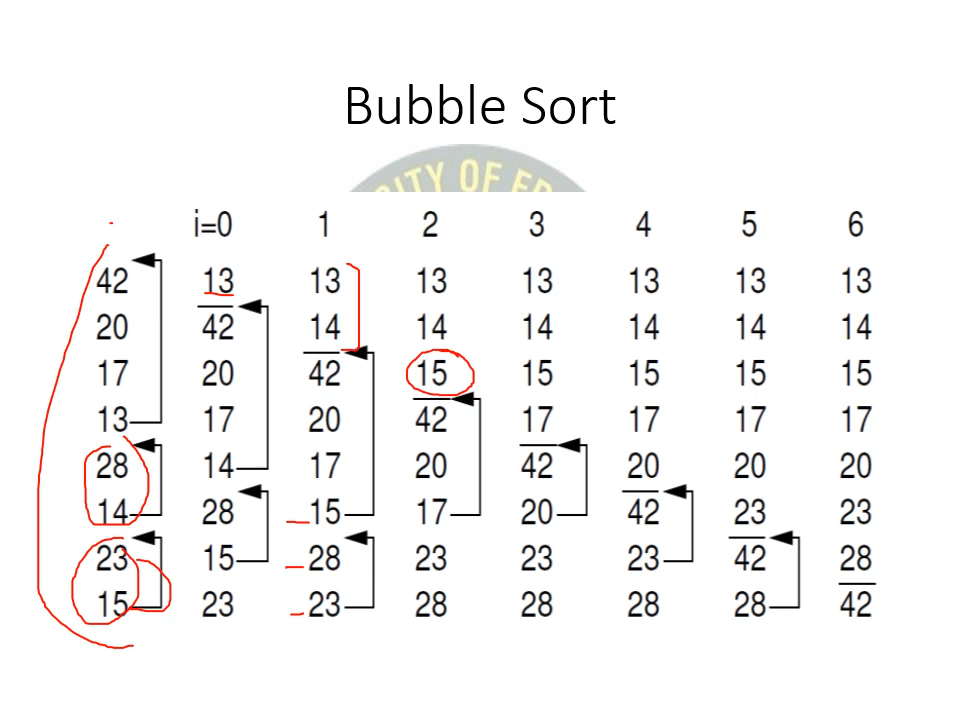 Bubble Sort
ITY OF
i=0 1 2 3 4 5 6
42 13 13 13 13 13 13 13
20 42 14 14 14 14 14 14
17 20 42 15 15 15 15 15
13 17 20 42 17 17 17 17
28 14 17 20 42 20 20 20
14 28 15 17 20 42 23 23
23 15 28 23 23 23 42 28
15 23 23 28 28 28 28 42